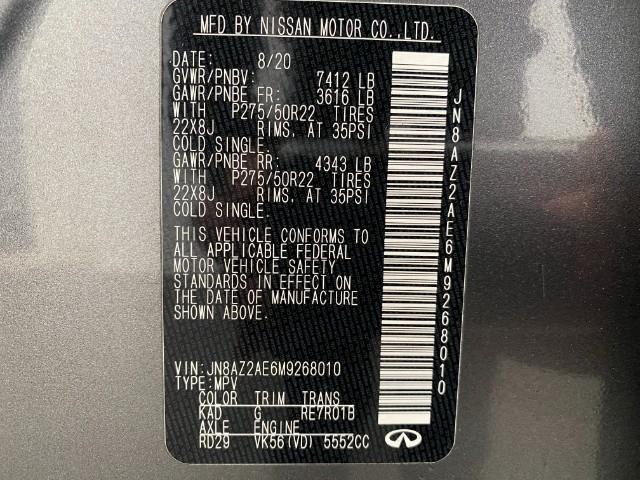 MFD BY NISSAN MOTOR CO.,LTD.
DATE: 8/20
GVWR/PNBV: 7412 LB
GAWR/PNBE FR: 3616 LB
WITH P275/50R22 TIRES
22X8J RIMS. AT 35PSI
COLD SINGLE.
GAWR/PNBE RR: 4343 LB
WITH P275/50R22 TIRES
22X8J RIMS. AT 35PSI
COLD SINGLE.
THIS VEHICLE CONFORMS TO
ALL APPLICABLE FEDERAL
MOTOR VEHICLE SAFETY
STANDARDS IN EFFECT ON
THE DATE OF MANUFACTURE
SHOWN ABOVE.
VIN:JN8AZ2AE6M9268010
TYPE:MPV
COLOR TRIM TRANS
KAD G RE7R01B
AXLE ENGINE
RD29 VK56(VD) 5552CC
JN8AZ2AE6M9268010